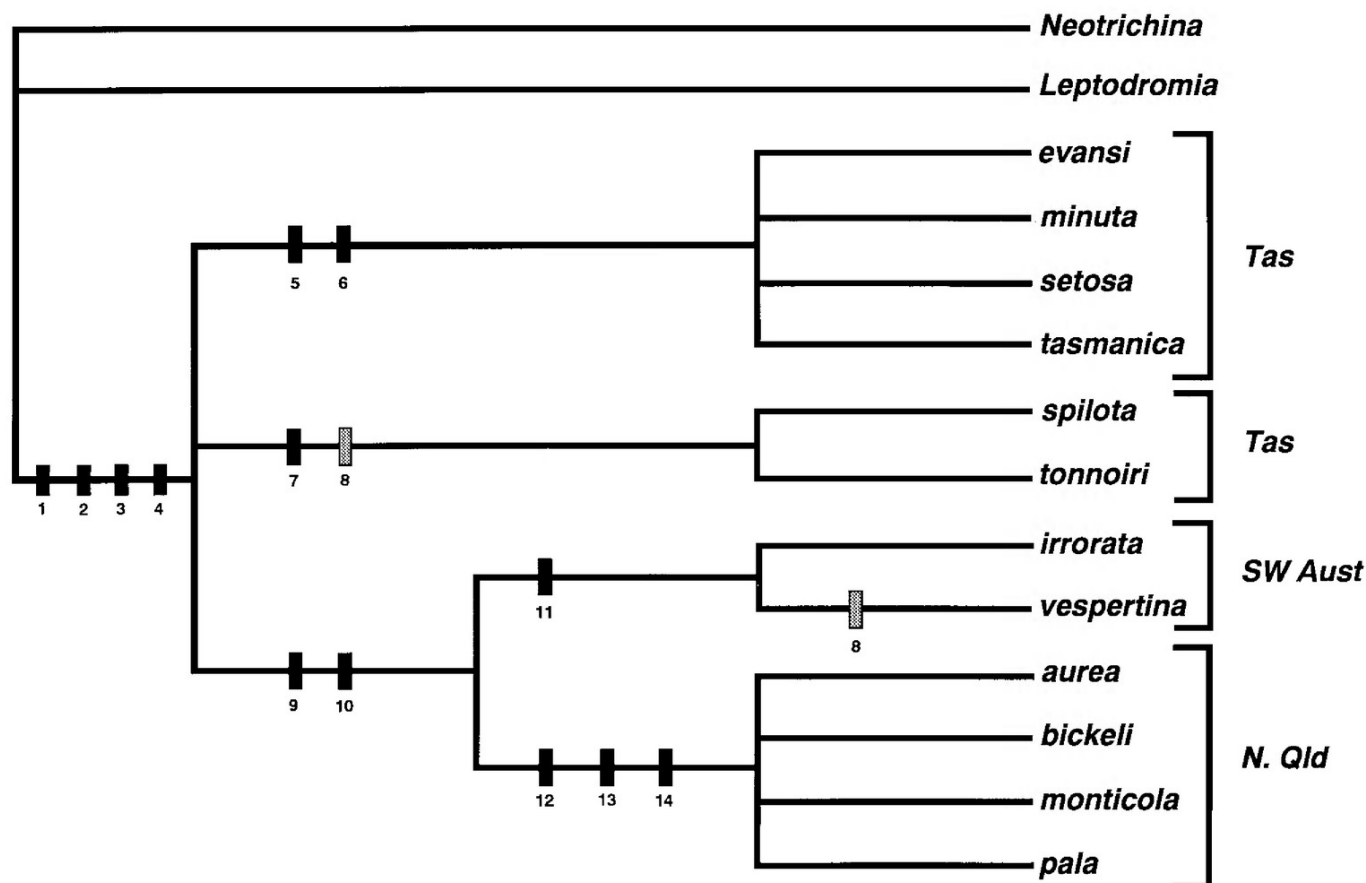 Neotrichina
Leptodromia
evansi
minuta
Tas
5 6
setosa
tasmanica
spilota
Tas
7 8
tonnoiri
1 2 3 4
irrorata
SW Aust
11
vespertina
8
aurea
9 10
bickeli
N. Qld
12 13 14
monticola
pala